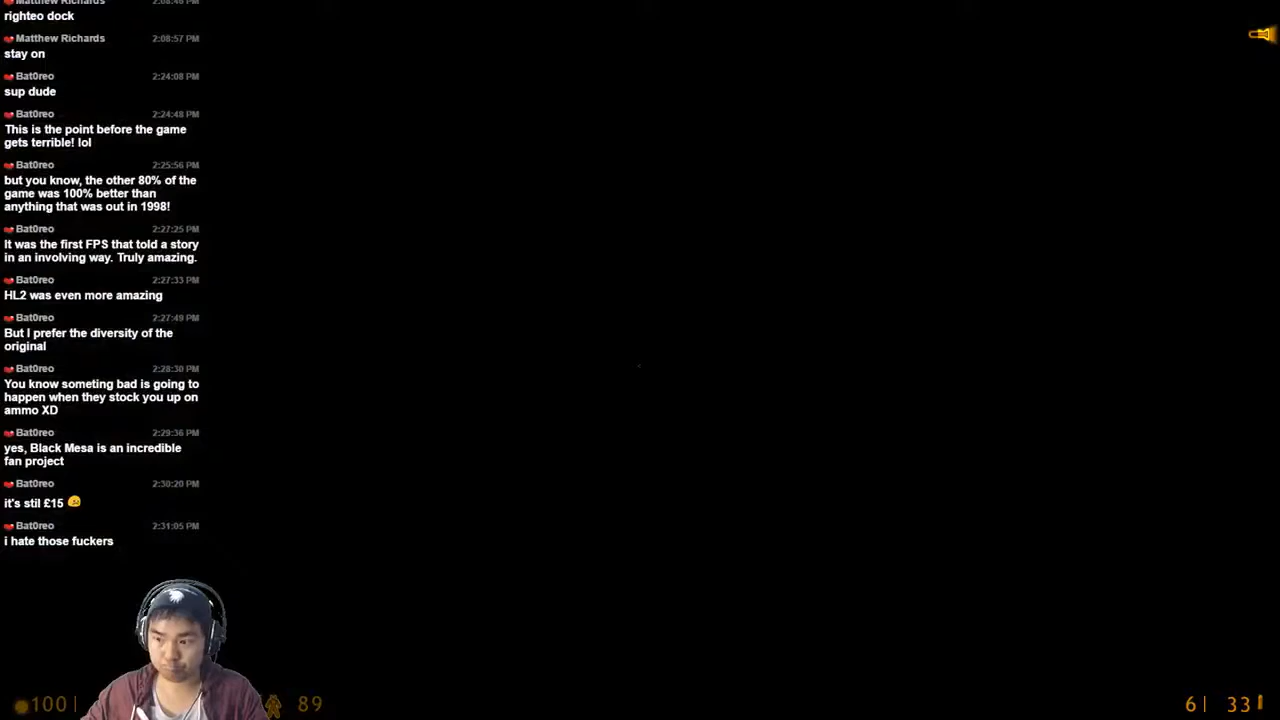 Matthew Richards 2:08:48 PM
righteo dock
Matthew Richards 2:08:57 PM
stay on
Bat0reo 2:24:08 PM
sup dude
Bat0reo 2:24:48 PM
This is the point before the game
gets terrible! lol
Bat0reo 2:25:56 PM
but you know, the other 80% of the
game was 100% better than
anything that was out in 1998!
Bat0reo 2:27:25 PM
It was the first FPS that told a story
in an involving way. Truly amazing.
Bat0reo 2:27:33 PM
HL2 was even more amazing
Bat0reo 2:27:49 PM
But I prefer the diversity of the
original
Bat0reo 2:28:30 PM
You know someting bad is going to
happen when they stock you up on
ammo XD
Bat0reo 2:29:36 PM
yes, Black Mesa is an incredible
fan project
Bat0reo 2:30:20 PM
it's stil £15
Bat0reo 2:31:05 PM
i hate those fuckers
100 89 6 33